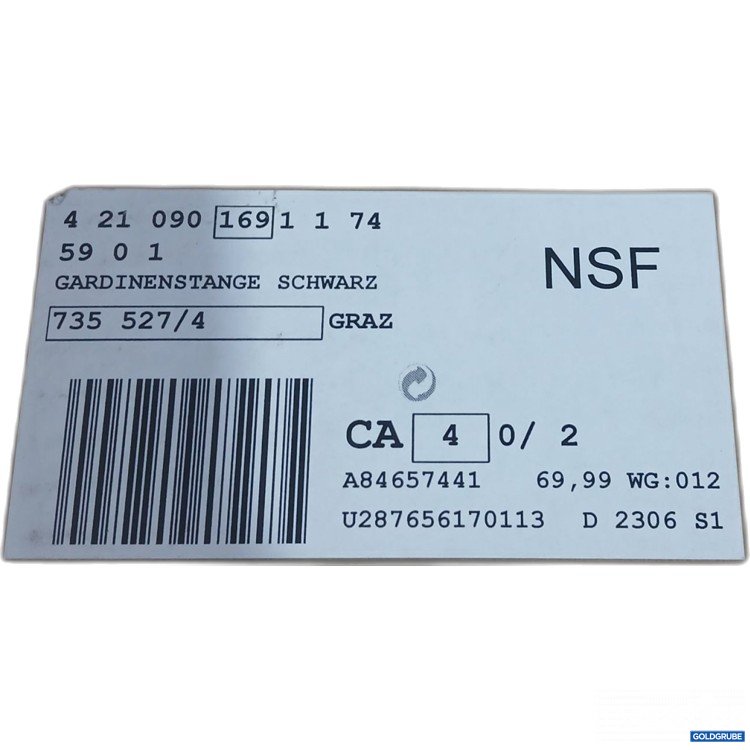 4 21 090 169 1 1 74
59 0 1
NSF
GARDINENSTANGE SCHWARZ
735 527/4 GRAZ
CA 4 0/ 2
A84657441 69,99 WG:012
U287656170113 D 2306 S1
GOLDGRUBE